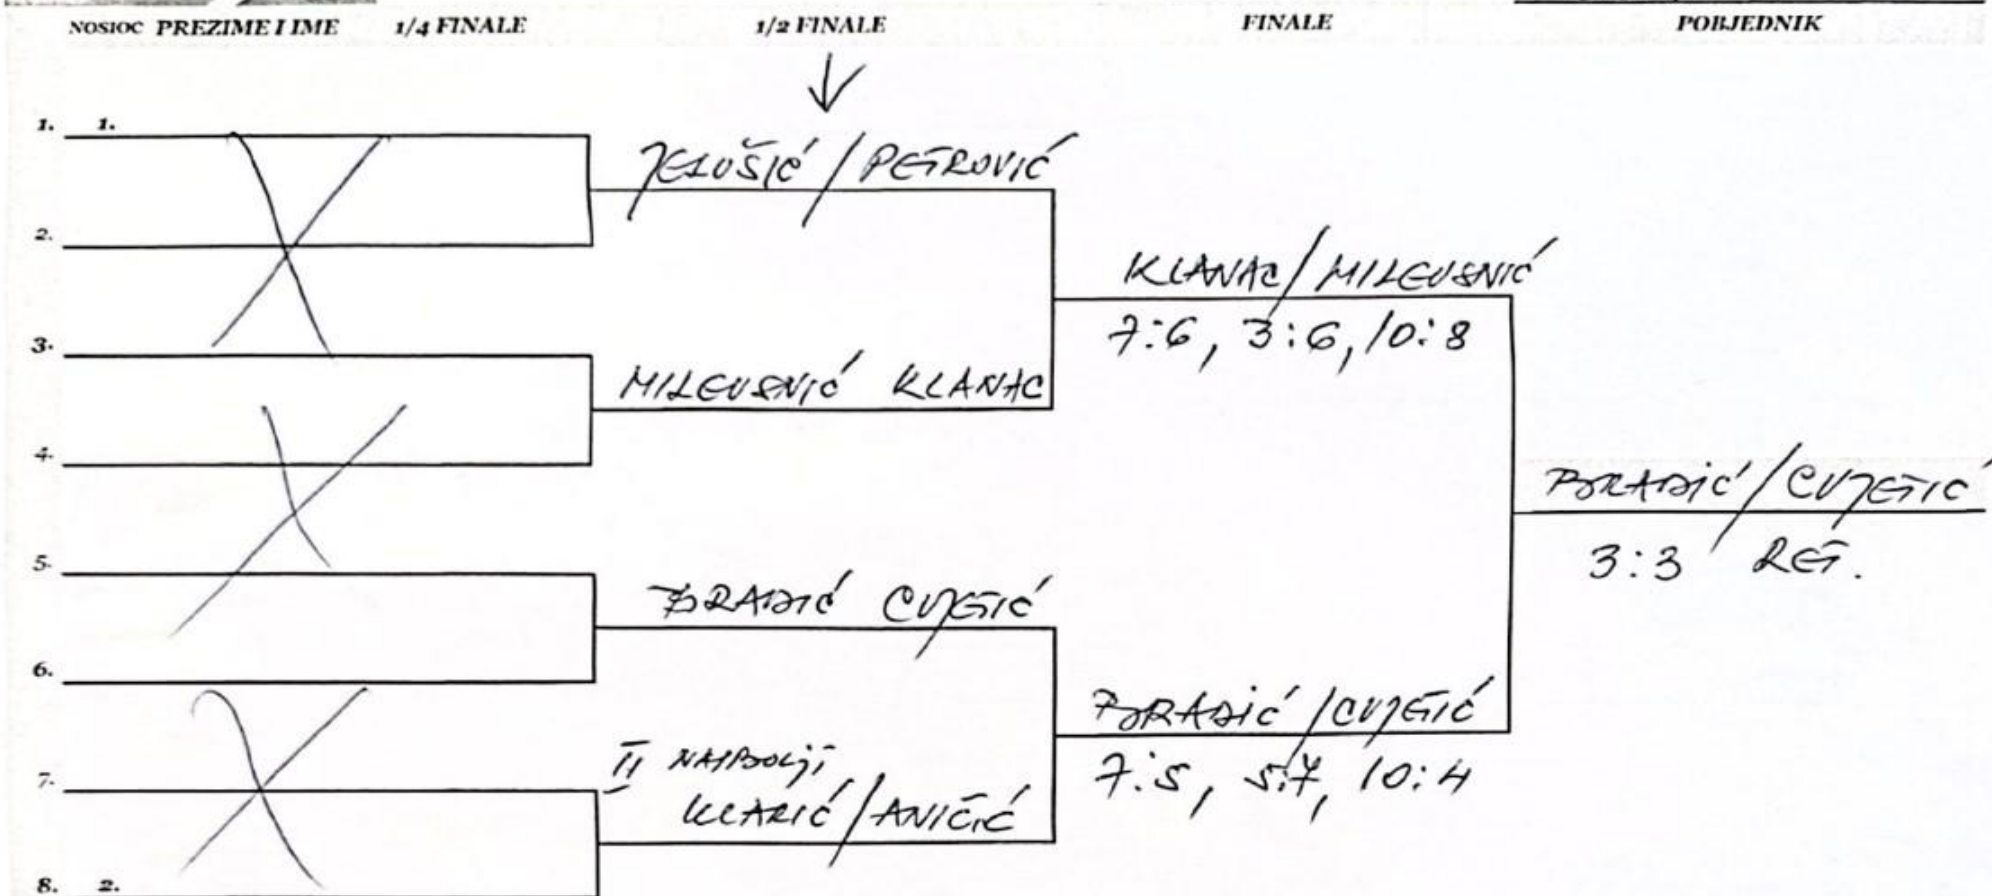 NOSIOC PREZIME I IME 1/4 FINALE 1/2 FINALE FINALE POBJEDNIK
1. 1.
JELUŠIĆ / PETROVIĆ
2.
KLANAC / MILEUSNIĆ
7:6, 3:6, 10:8
3.
MILEUSNIĆ KLANAC
4.
BRADIĆ / CVJETIĆ
3:3 RET.
5.
BRADIĆ CVJETIĆ
6.
BRADIĆ / CVJETIĆ
7:5, 5:7, 10:4
II NAJBOLJI
7.
KLARIĆ / ANIČIĆ
8. 2.